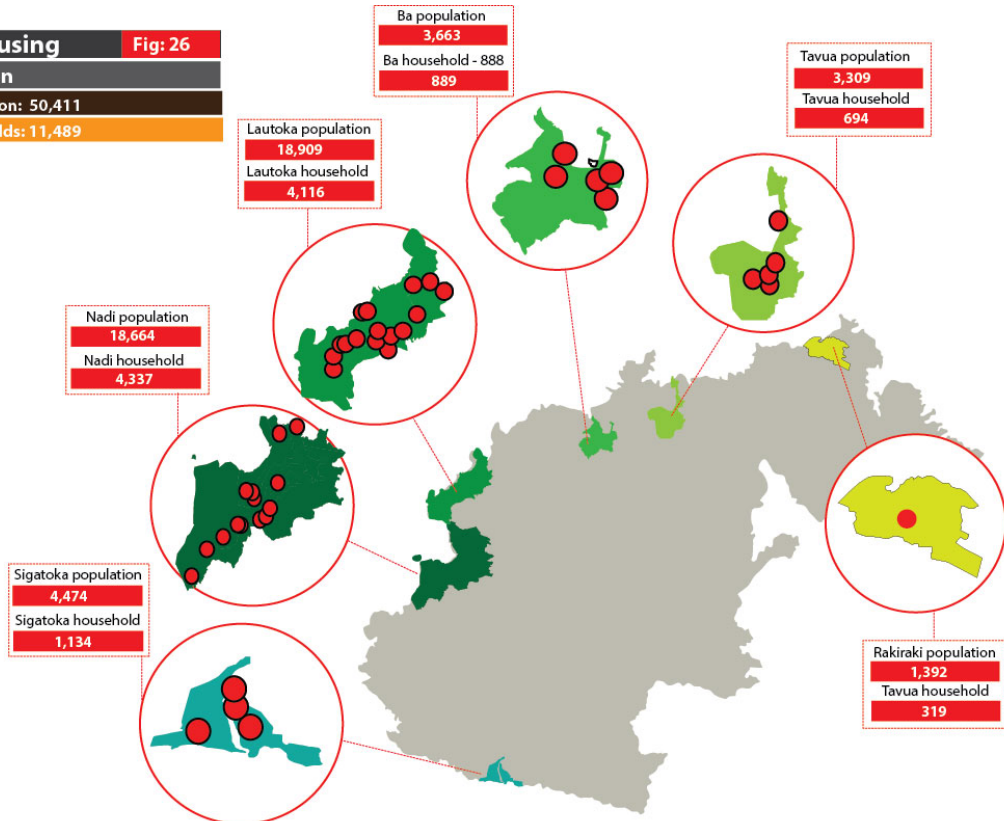 using Fig: 26
n
on: 50,411
lds: 11,489
Ba population
3,663
Ba household - 888
889
Tavua population
3,309
Tavua household
694
Lautoka population
18,909
Lautoka household
4,116
Nadi population
18,664
Nadi household
4,337
Sigatoka population
4,474
Sigatoka household
1,134
Rakiraki population
1,392
Tavua household
319